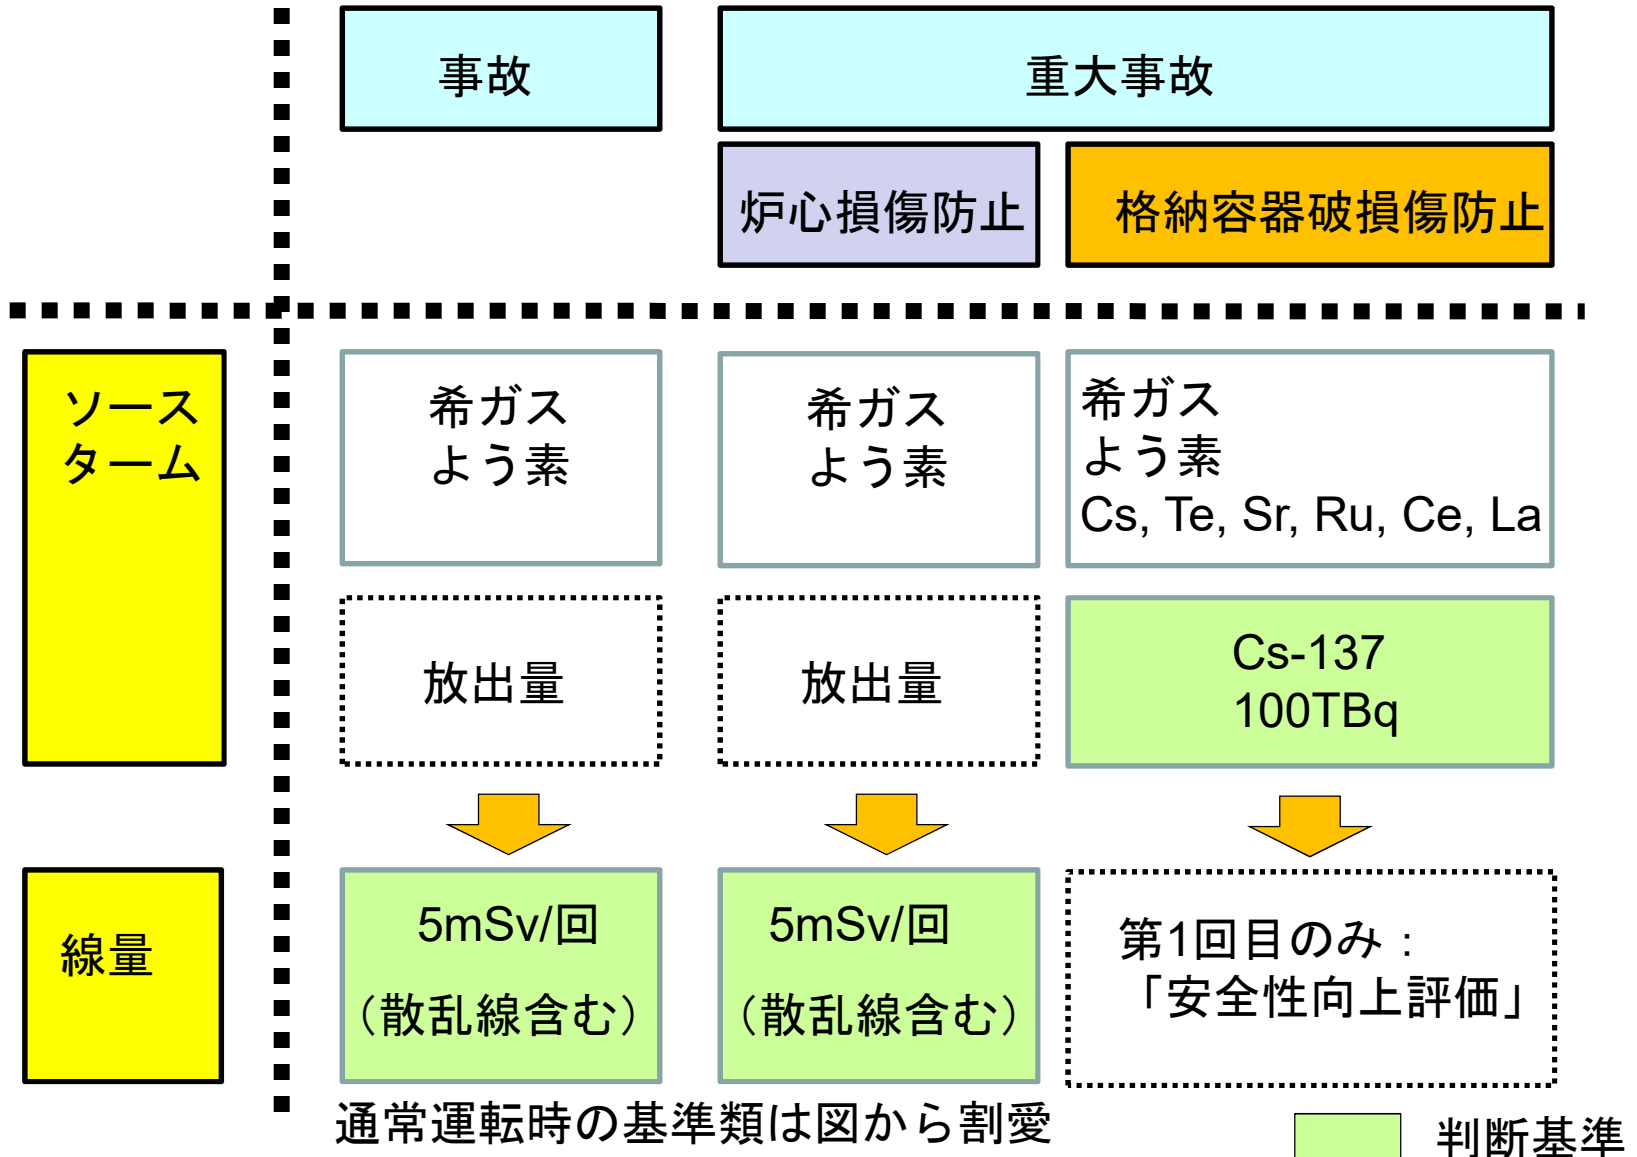 事故
重大事故
炉心損傷防止
格納容器破損傷防止
ソース
ターム
希ガス
よう素
希ガス
よう素
希ガス
よう素
Cs, Te, Sr, Ru, Ce, La
放出量
放出量
Cs-137
100TBq
線量
5mSv/回
（散乱線含む）
5mSv/回
（散乱線含む）
第1回目のみ：
「安全性向上評価」
通常運転時の基準類は図から割愛
判断基準